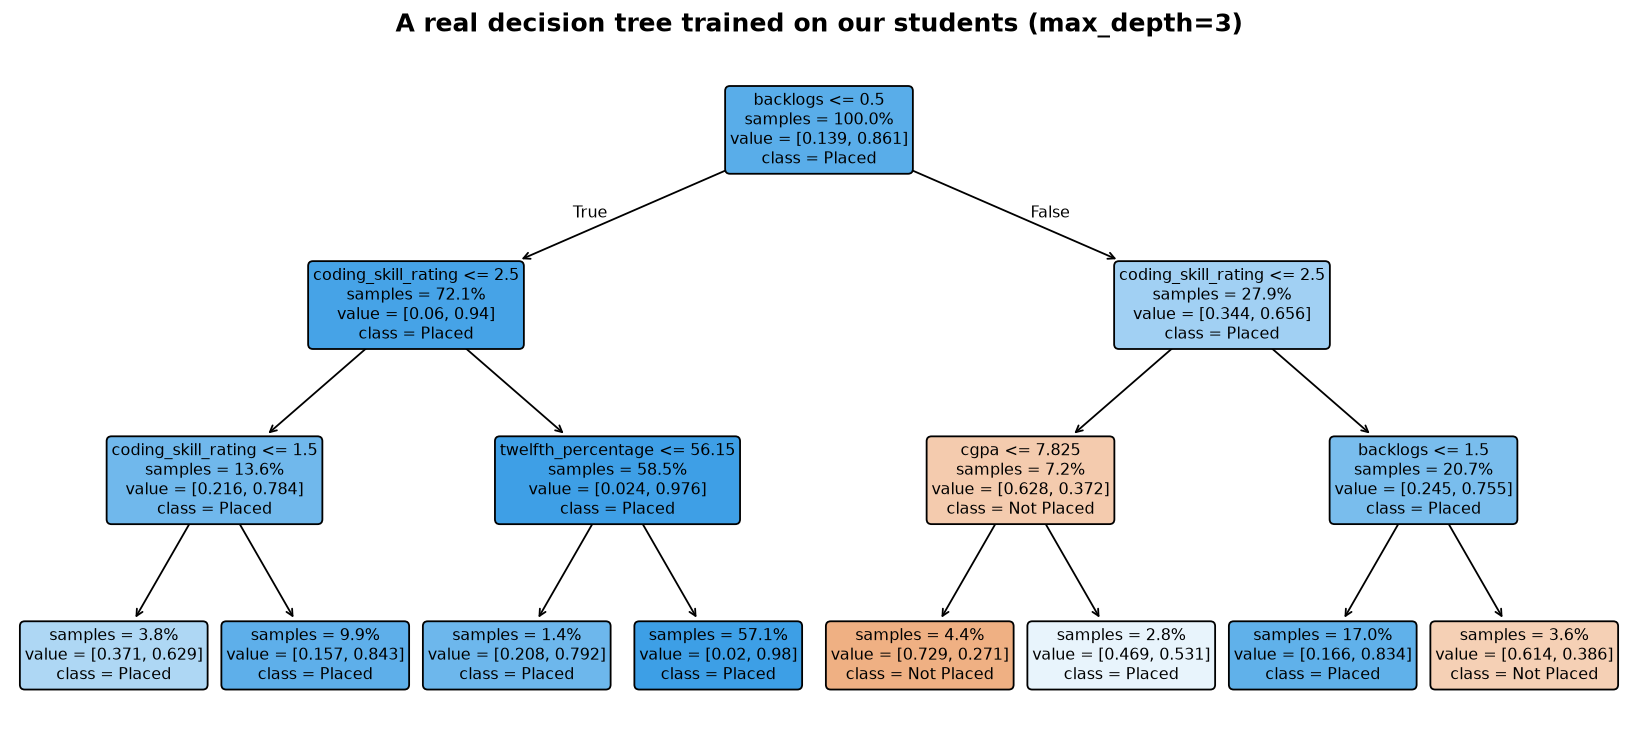 A real decision tree trained on our students (max_depth=3)
backlogs <= 0.5
samples = 100.0%
value = [0.139, 0.861]
class = Placed
True
False
coding_skill_rating <= 2.5
samples = 72.1%
value = [0.06, 0.94]
class = Placed
coding_skill_rating <= 2.5
samples = 27.9%
value = [0.344, 0.656]
class = Placed
coding_skill_rating <= 1.5
samples = 13.6%
value = [0.216, 0.784]
class = Placed
twelfth_percentage <= 56.15
samples = 58.5%
value = [0.024, 0.976]
class = Placed
cgpa <= 7.825
samples = 7.2%
value = [0.628, 0.372]
class = Not Placed
backlogs <= 1.5
samples = 20.7%
value = [0.245, 0.755]
class = Placed
samples = 3.8%
value = [0.371, 0.629]
class = Placed
samples = 9.9%
value = [0.157, 0.843]
class = Placed
samples = 1.4%
value = [0.208, 0.792]
class = Placed
samples = 57.1%
value = [0.02, 0.98]
class = Placed
samples = 4.4%
value = [0.729, 0.271]
class = Not Placed
samples = 2.8%
value = [0.469, 0.531]
class = Placed
samples = 17.0%
value = [0.166, 0.834]
class = Placed
samples = 3.6%
value = [0.614, 0.386]
class = Not Placed